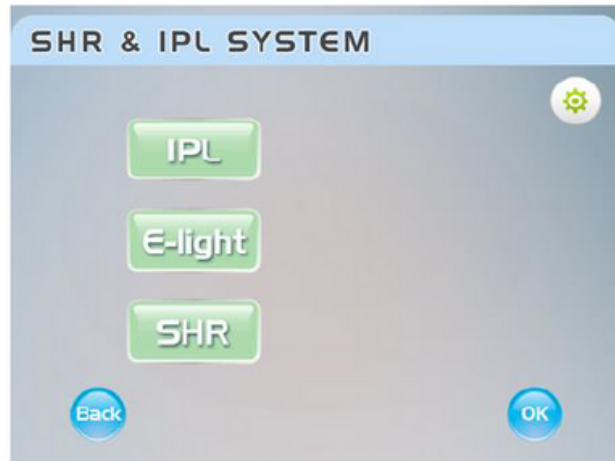 SHR & IPL SYSTEM
IPL
E-light
SHR
Back
OK